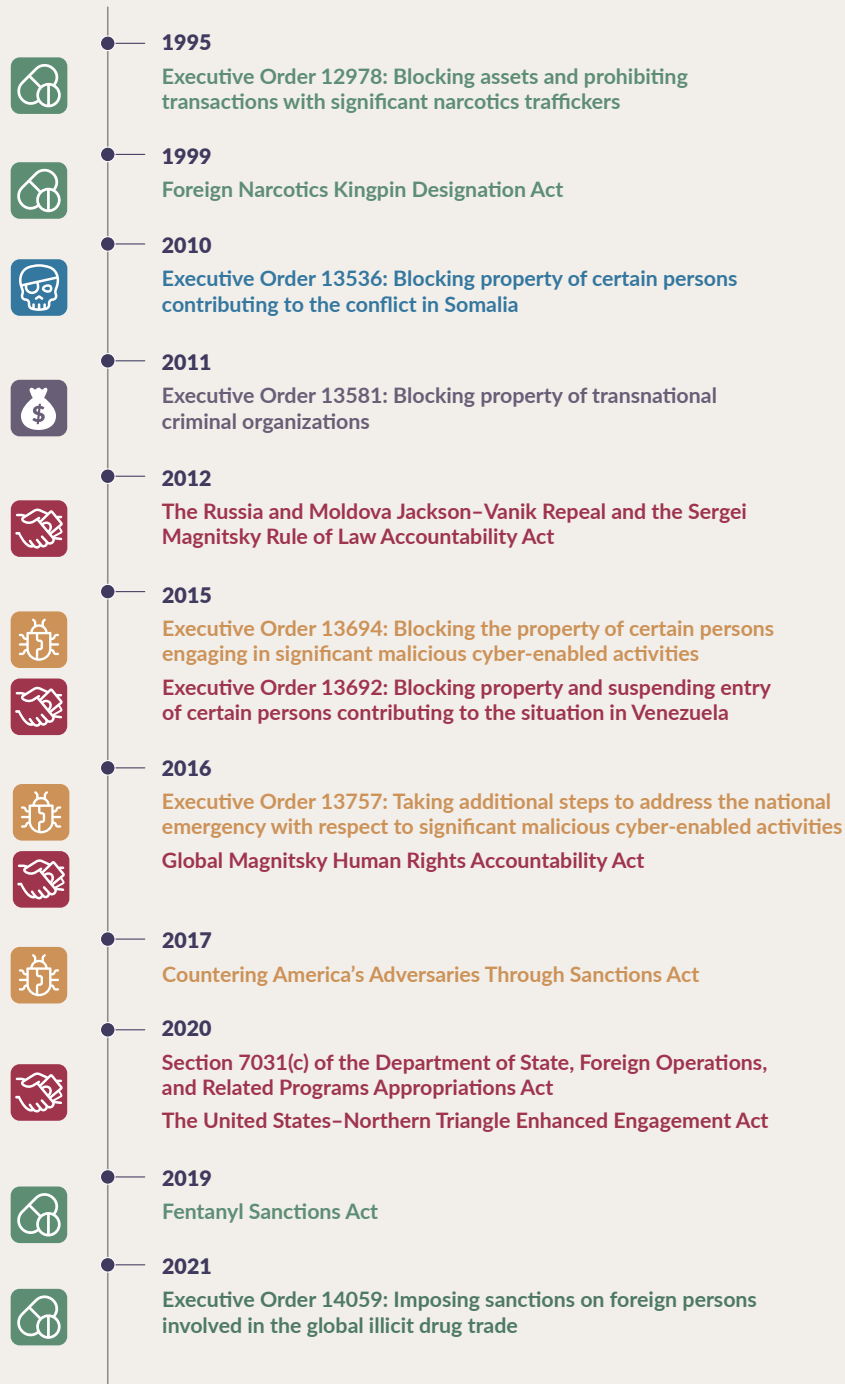 1995
Executive Order 12978: Blocking assets and prohibiting
transactions with significant narcotics traffickers
1999
Foreign Narcotics Kingpin Designation Act
2010
Executive Order 13536: Blocking property of certain persons
contributing to the conflict in Somalia
2011
Executive Order 13581: Blocking property of transnational
criminal organizations
$
2012
The Russia and Moldova Jackson–Vanik Repeal and the Sergei
Magnitsky Rule of Law Accountability Act
2015
Executive Order 13694: Blocking the property of certain persons
engaging in significant malicious cyber-enabled activities
Executive Order 13692: Blocking property and suspending entry
of certain persons contributing to the situation in Venezuela
2016
Executive Order 13757: Taking additional steps to address the national
emergency with respect to significant malicious cyber-enabled activities
Global Magnitsky Human Rights Accountability Act
2017
Countering America’s Adversaries Through Sanctions Act
2020
Section 7031(c) of the Department of State, Foreign Operations,
and Related Programs Appropriations Act
The United States–Northern Triangle Enhanced Engagement Act
2019
Fentanyl Sanctions Act
2021
Executive Order 14059: Imposing sanctions on foreign persons
involved in the global illicit drug trade